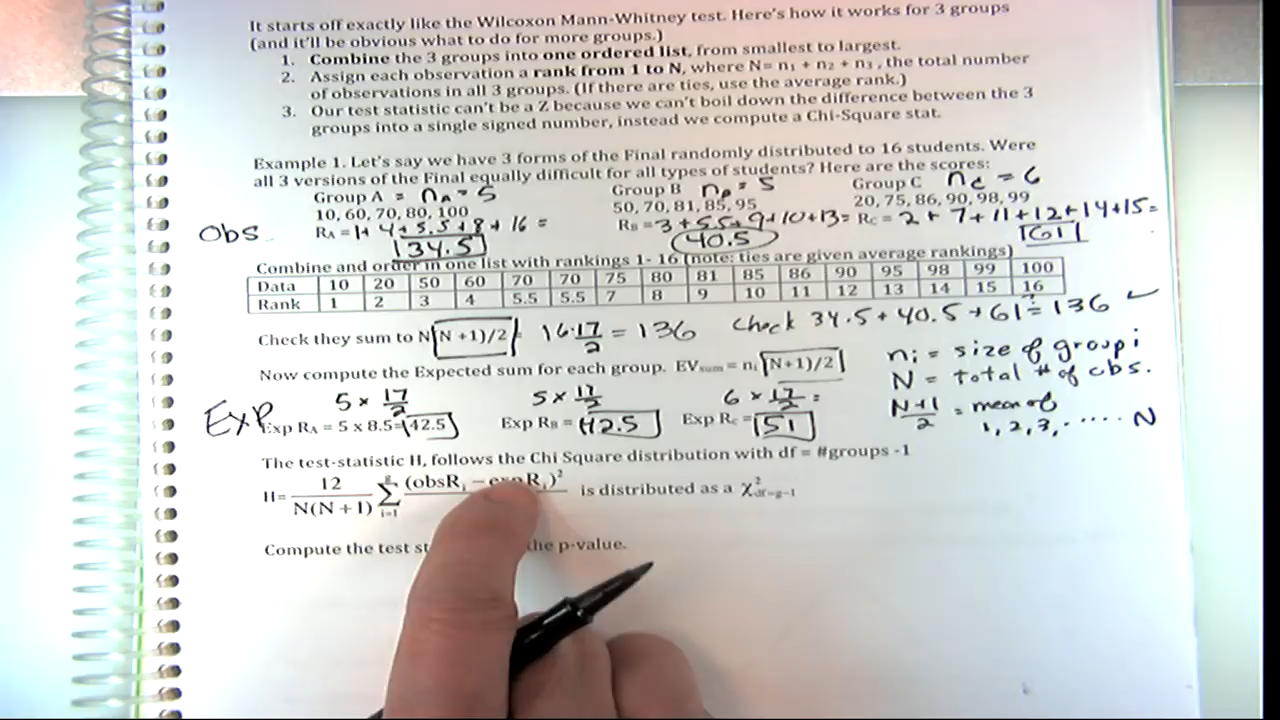 It starts off exactly like the Wilcoxon Mann-Whitney test. Here's how it works for 3 groups
(and it'll be obvious what to do for more groups.)
1. Combine the 3 groups into one ordered list, from smallest to largest.
2. Assign each observation a rank from 1 to N, where N= n₁ + n₂ + n₃ , the total number
of observations in all 3 groups. (If there are ties, use the average rank.)
3. Our test statistic can't be a Z because we can't boil down the difference between the 3
groups into a single signed number, instead we compute a Chi-Square stat.
Example 1. Let's say we have 3 forms of the Final randomly distributed to 16 students. Were
all 3 versions of the Final equally difficult for all types of students? Here are the scores:
Group A = nA = 5 Group B nB = 5 Group C nC = 6
10, 60, 70, 80, 100 50, 70, 81, 85, 95 20, 75, 86, 90, 98, 99
Obs RA = 1 + 4 + 5.5 + 8 + 16 = RB = 3 + 5.5 + 9 + 10 + 13 = RC = 2 + 7 + 11 + 12 + 14 + 15 =
34.5 40.5 61
Combine and order in one list with rankings 1- 16 (note: ties are given average rankings)
Data 10 20 50 60 70 70 75 80 81 85 86 90 95 98 99 100
Rank 1 2 3 4 5.5 5.5 7 8 9 10 11 12 13 14 15 16
Check they sum to N(N +1)/2 16·17/2 = 136 Check 34.5 + 40.5 + 61 ?= 136 ✓
Now compute the Expected sum for each group. EVsum = nᵢ (N+1)/2 nᵢ = size of group i
N = total # of obs.
5 × 17/2 5 × 17/2 6 × 17/2 = N+1/2 = mean of
Exp Exp RA = 5 x 8.5= 42.5 Exp RB = 42.5 Exp RC = 51 1, 2, 3, ..... N
The test-statistic H, follows the Chi Square distribution with df = #groups -1
H= 12/N(N + 1) ∑ᵍᵢ₌₁ (obsRᵢ − expRᵢ)² is distributed as a χ²df=g−1
Compute the test st he p-value.